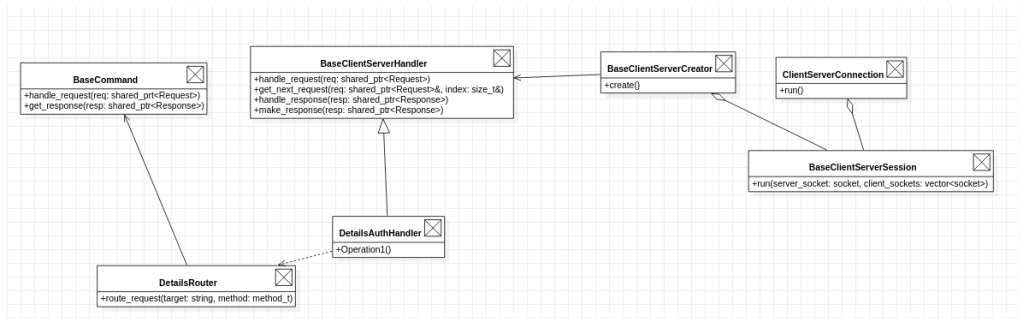 BaseCommand
+handle_request(req: shared_prt<Request>)
+get_response(resp: shared_ptr<Response>)
BaseClientServerHandler
+handle_request(req: shared_ptr<Request>)
+get_next_request(req: shared_ptr<Request>&, index: size_t&)
+handle_response(resp: shared_ptr<Response>)
+make_response(resp: shared_ptr<Response>)
BaseClientServerCreator
+create()
ClientServerConnection
+run()
BaseClientServerSession
+run(server_socket: socket, client_sockets: vector<socket>)
DetailsAuthHandler
+Operation1()
DetailsRouter
+route_request(target: string, method: method_t)